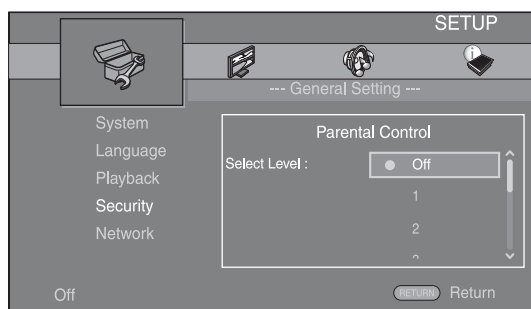 SETUP
--- General Setting ---
System
Language
Playback
Security
Network
Parental Control
Select Level :
Off
1
2
Off
RETURN Return